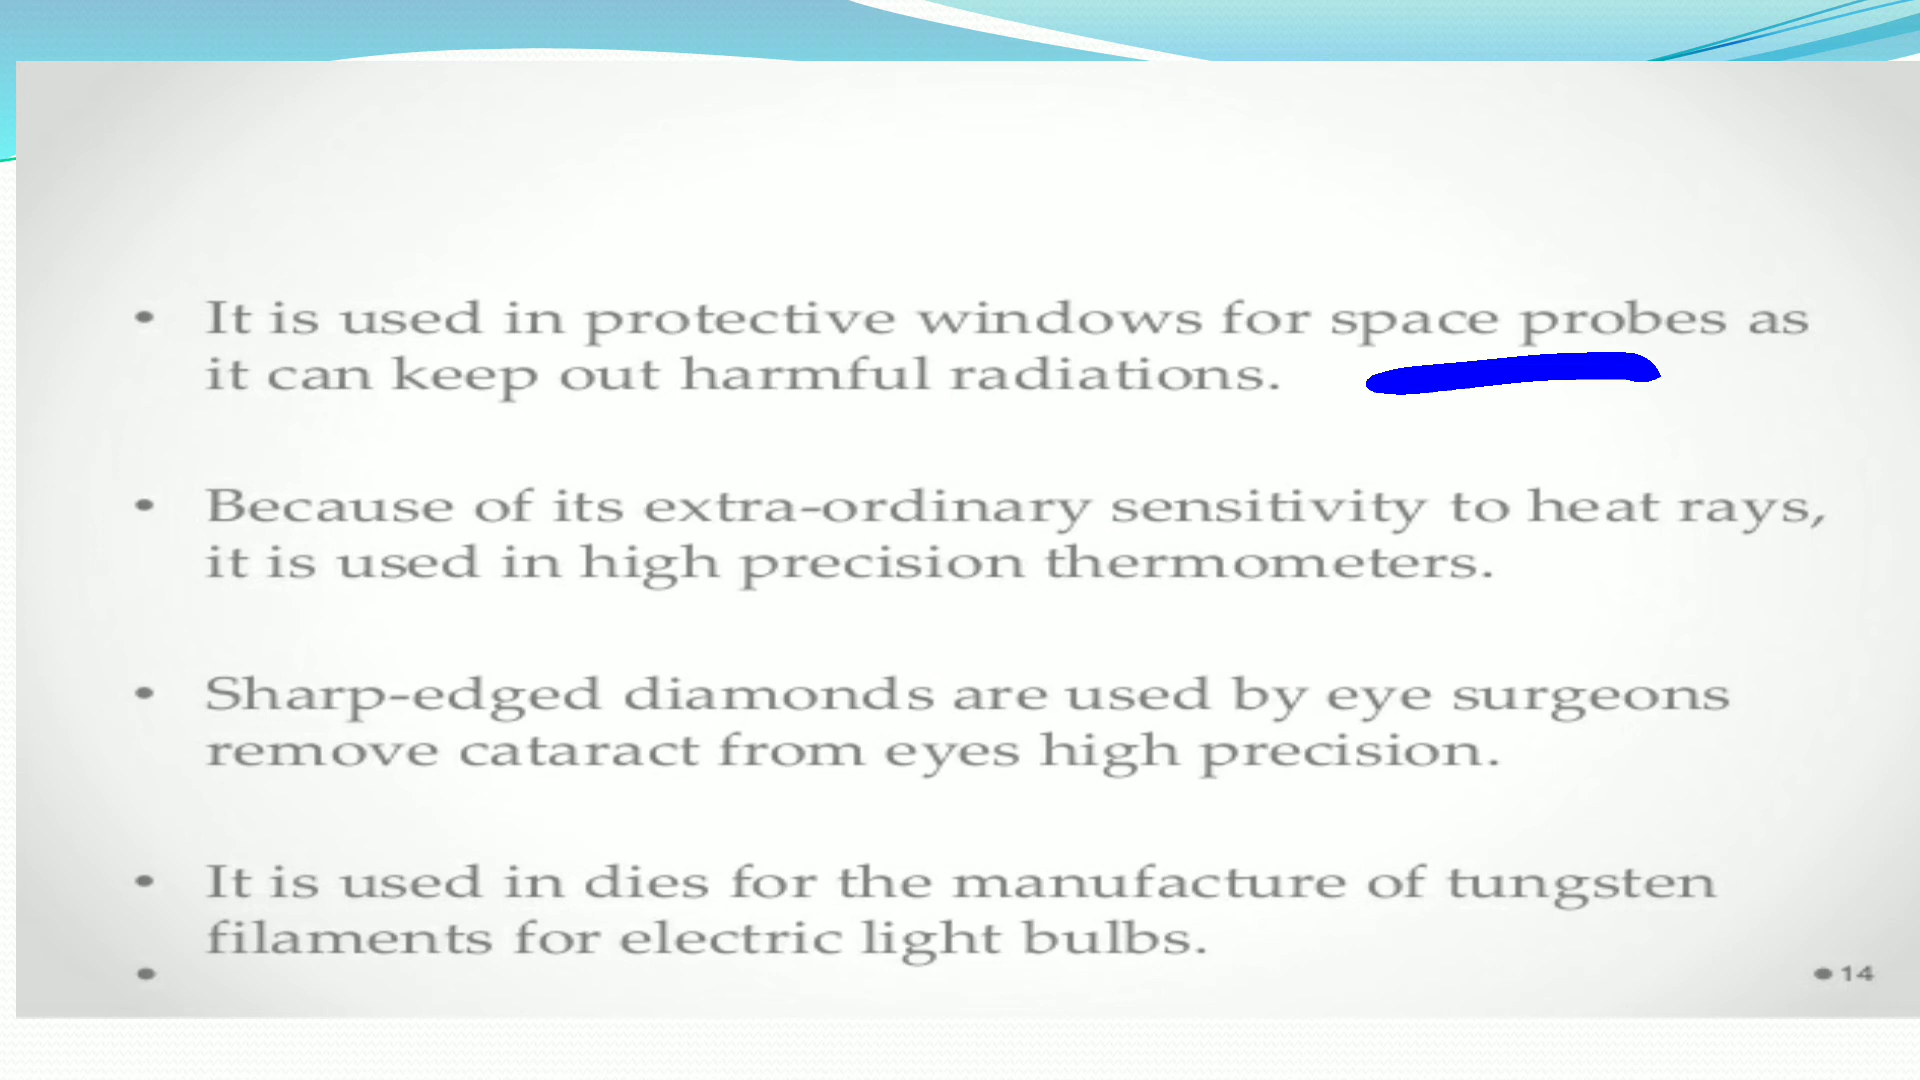 • It is used in protective windows for space probes as
it can keep out harmful radiations.
• Because of its extra-ordinary sensitivity to heat rays,
it is used in high precision thermometers.
• Sharp-edged diamonds are used by eye surgeons
remove cataract from eyes high precision.
• It is used in dies for the manufacture of tungsten
filaments for electric light bulbs.
•
• 14